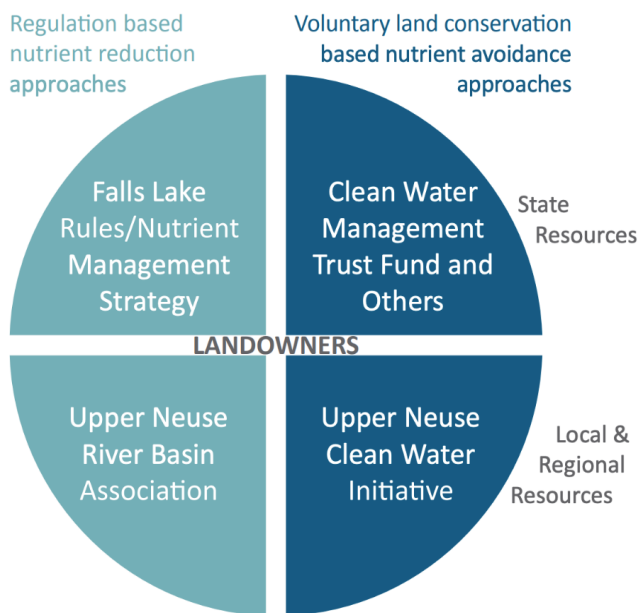 Regulation based
nutrient reduction
approaches
Voluntary land conservation
based nutrient avoidance
approaches
Falls Lake
Rules/Nutrient
Management
Strategy
Clean Water
Management
Trust Fund and
Others
State
Resources
LANDOWNERS
Upper Neuse
River Basin
Association
Upper Neuse
Clean Water
Initiative
Local &
Regional
Resources